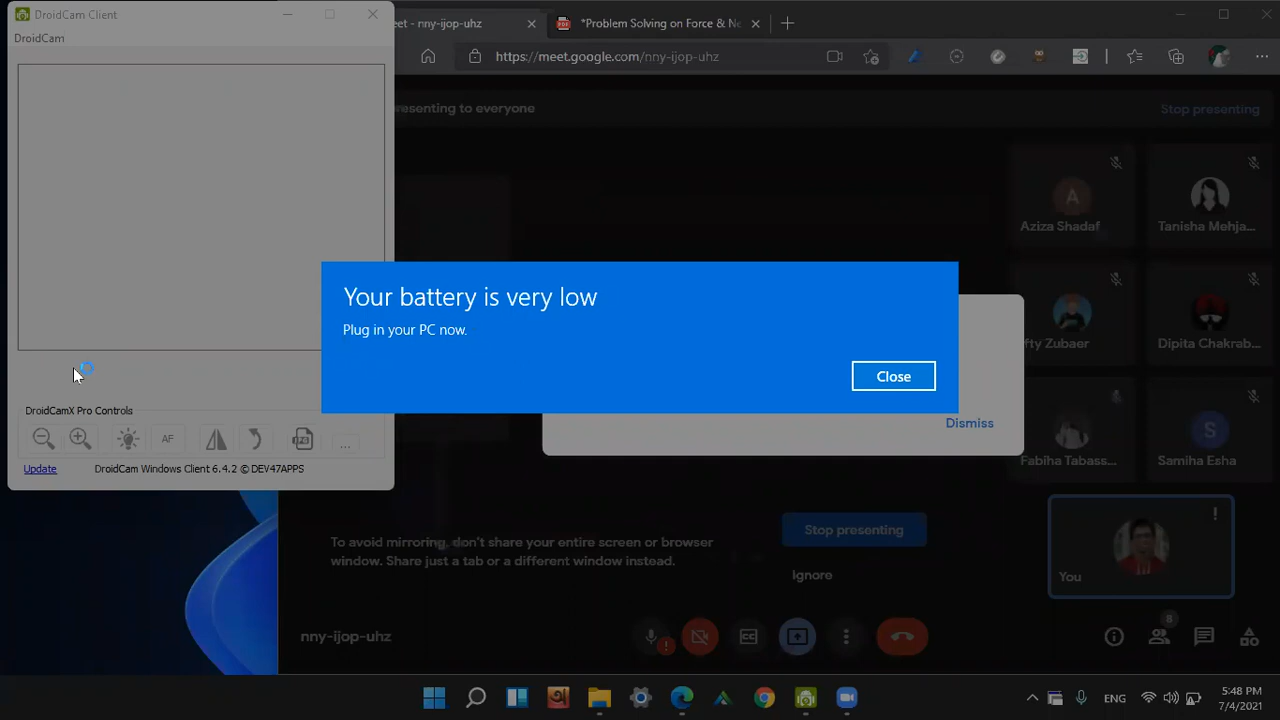 DroidCam Client
DroidCam
DroidCamX Pro Controls
AF
...
Update
DroidCam Windows Client 6.4.2 © DEV47APPS
nny-ijop-uhz
*Problem Solving on Force & Ne
https://meet.google.com/nny-ijop-uhz
presenting to everyone
Stop presenting
Your battery is very low
Plug in your PC now.
Close
Dismiss
Aziza Shadaf
Tanisha Mehja...
fty Zubaer
Dipita Chakrab...
Fabiha Tabass...
Samiha Esha
S
A
You
To avoid mirroring, don't share your entire screen or browser
window. Share just a tab or a different window instead.
Stop presenting
Ignore
nny-ijop-uhz
CC
8
ENG
5:48 PM
7/4/2021